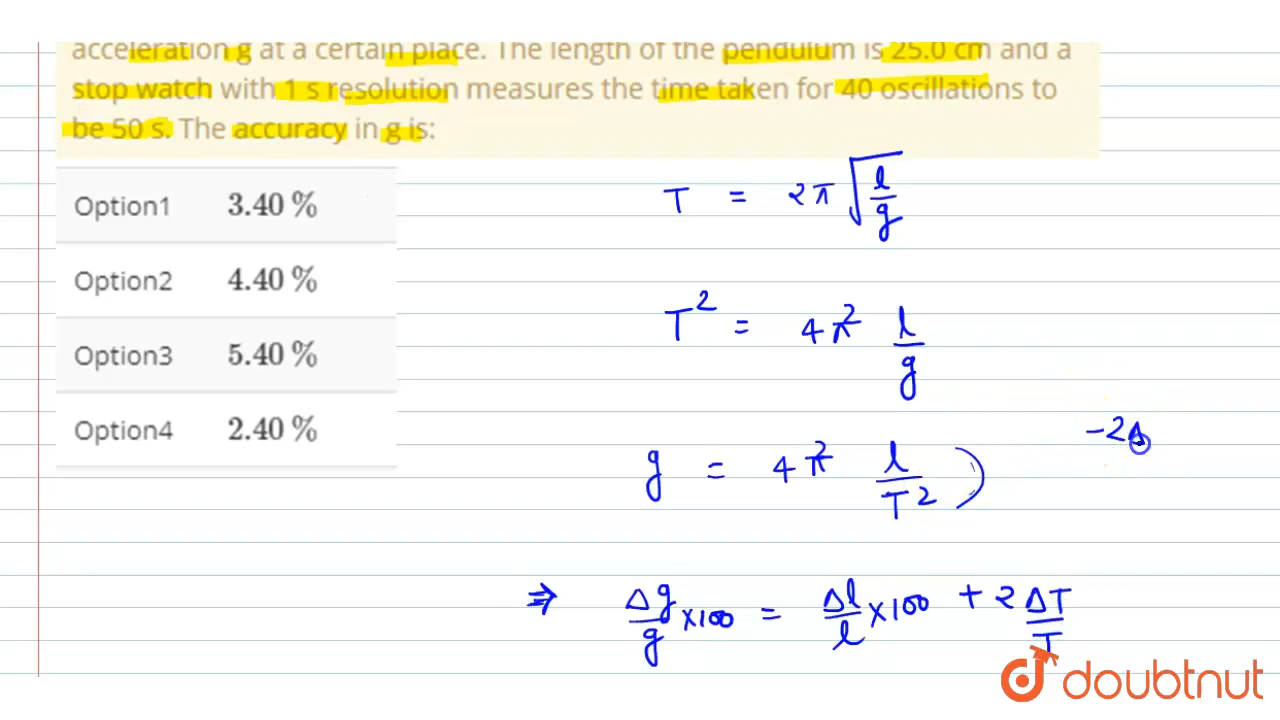 acceleration g at a certain place. The length of the pendulum is 25.0 cm and a
stop watch with 1 s resolution measures the time taken for 40 oscillations to
be 50 s. The accuracy in g is:
Option1 3.40 %
Option2 4.40 %
Option3 5.40 %
Option4 2.40 %
T = 2π √(l/g)
T² = 4π² l/g
g = 4π² l/T² )
-2Δ
⇒ Δg/g ×100 = Δl/l ×100 + 2 ΔT/T
doubtnut